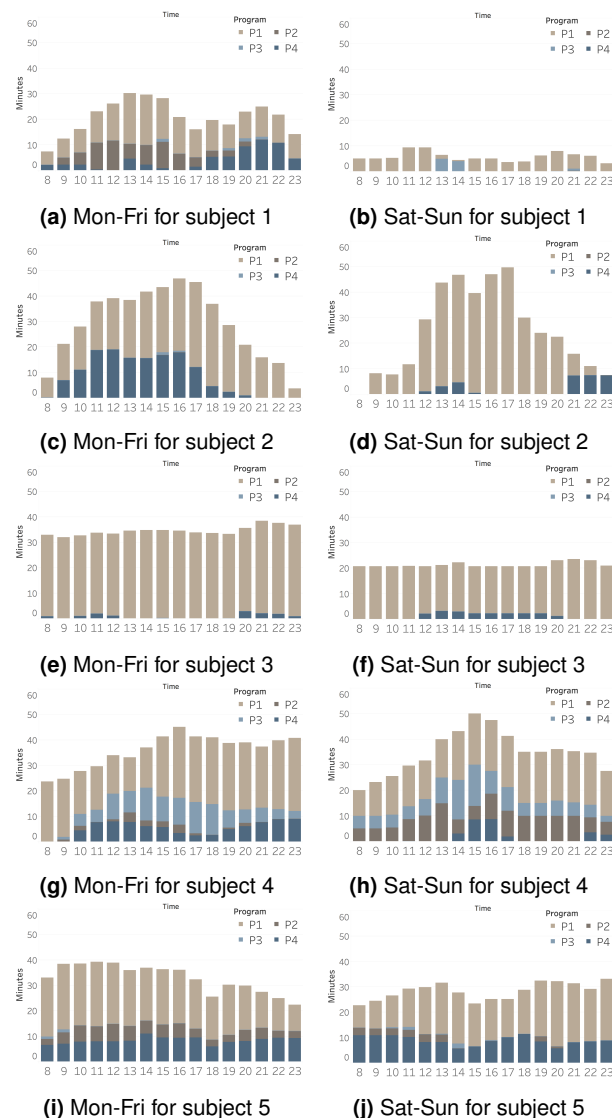 Time Program
P1 P2
P3 P4
Minutes
60
50
40
30
20
10
0
8 9 10 11 12 13 14 15 16 17 18 19 20 21 22 23
(a) Mon-Fri for subject 1
Time Program
P1 P2
P3 P4
Minutes
60
50
40
30
20
10
0
8 9 10 11 12 13 14 15 16 17 18 19 20 21 22 23
(b) Sat-Sun for subject 1
Time Program
P1 P2
P3 P4
Minutes
60
50
40
30
20
10
0
8 9 10 11 12 13 14 15 16 17 18 19 20 21 22 23
(c) Mon-Fri for subject 2
Time Program
P1 P2
P3 P4
Minutes
60
50
40
30
20
10
0
8 9 10 11 12 13 14 15 16 17 18 19 20 21 22 23
(d) Sat-Sun for subject 2
Time Program
P1 P2
P3 P4
Minutes
60
50
40
30
20
10
0
8 9 10 11 12 13 14 15 16 17 18 19 20 21 22 23
(e) Mon-Fri for subject 3
Time Program
P1 P2
P3 P4
Minutes
60
50
40
30
20
10
0
8 9 10 11 12 13 14 15 16 17 18 19 20 21 22 23
(f) Sat-Sun for subject 3
Time Program
P1 P2
P3 P4
Minutes
60
50
40
30
20
10
0
8 9 10 11 12 13 14 15 16 17 18 19 20 21 22 23
(g) Mon-Fri for subject 4
Time Program
P1 P2
P3 P4
Minutes
60
50
40
30
20
10
0
8 9 10 11 12 13 14 15 16 17 18 19 20 21 22 23
(h) Sat-Sun for subject 4
Time Program
P1 P2
P3 P4
Minutes
60
50
40
30
20
10
0
8 9 10 11 12 13 14 15 16 17 18 19 20 21 22 23
(i) Mon-Fri for subject 5
Time Program
P1 P2
P3 P4
Minutes
60
50
40
30
20
10
0
8 9 10 11 12 13 14 15 16 17 18 19 20 21 22 23
(j) Sat-Sun for subject 5